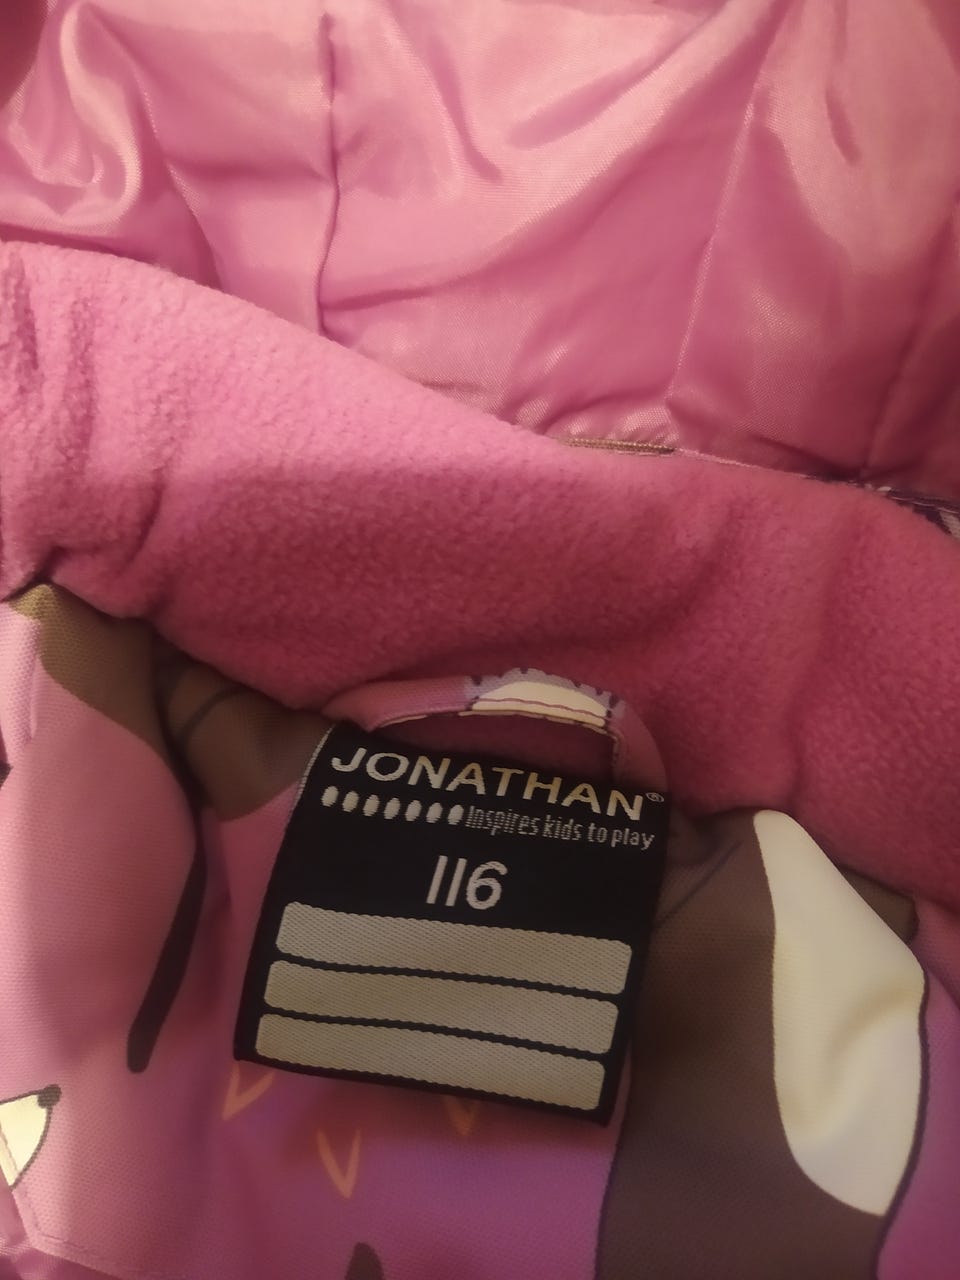 JONATHAN®
Inspires kids to play
116